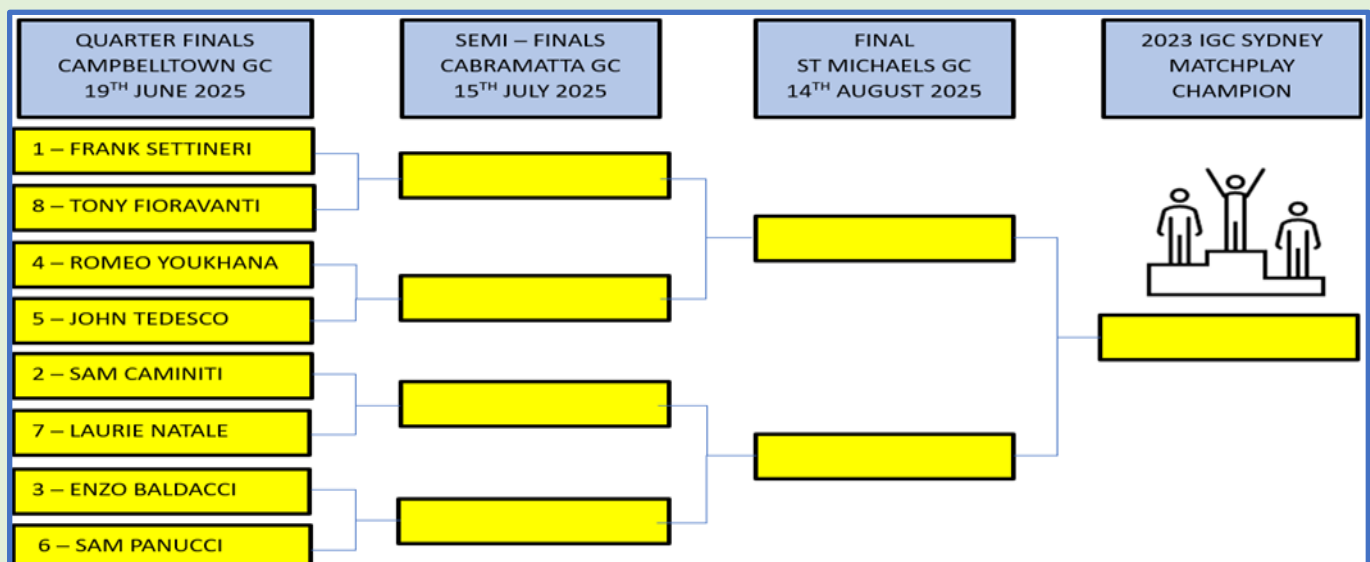 QUARTER FINALS
CAMPBELLTOWN GC
19TH JUNE 2025
SEMI – FINALS
CABRAMATTA GC
15TH JULY 2025
FINAL
ST MICHAELS GC
14TH AUGUST 2025
2023 IGC SYDNEY
MATCHPLAY
CHAMPION
1 – FRANK SETTINERI
8 – TONY FIORAVANTI
4 – ROMEO YOUKHANA
5 – JOHN TEDESCO
2 – SAM CAMINITI
7 – LAURIE NATALE
3 – ENZO BALDACCI
6 – SAM PANUCCI